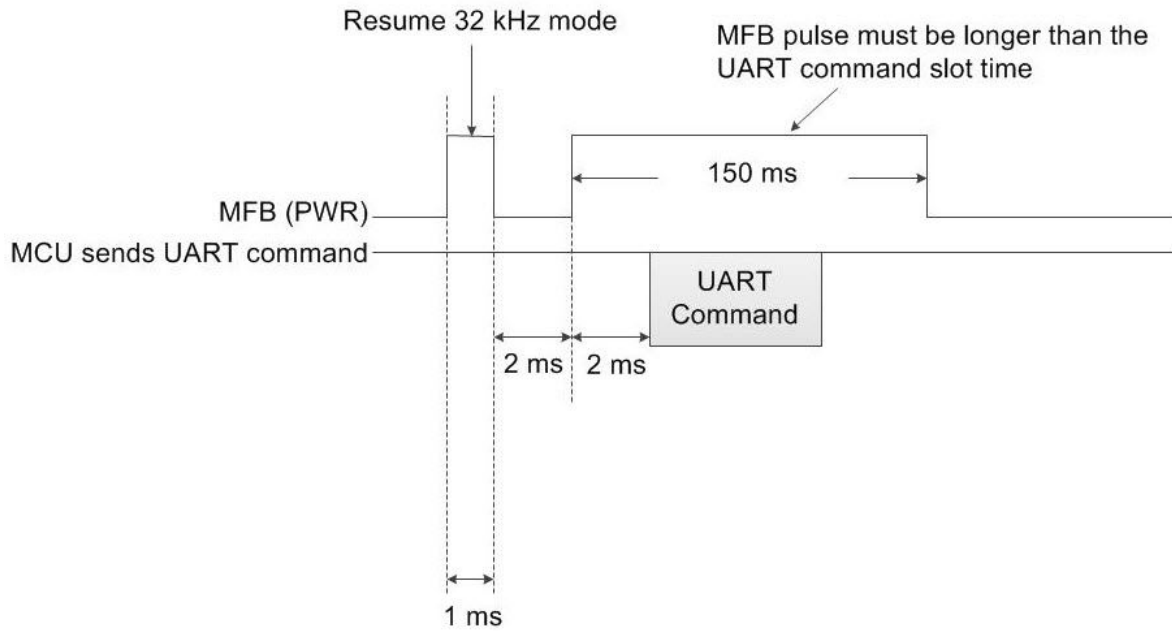 Resume 32 kHz mode
MFB pulse must be longer than the
UART command slot time
150 ms
MFB (PWR)
MCU sends UART command
UART
Command
2 ms
2 ms
1 ms